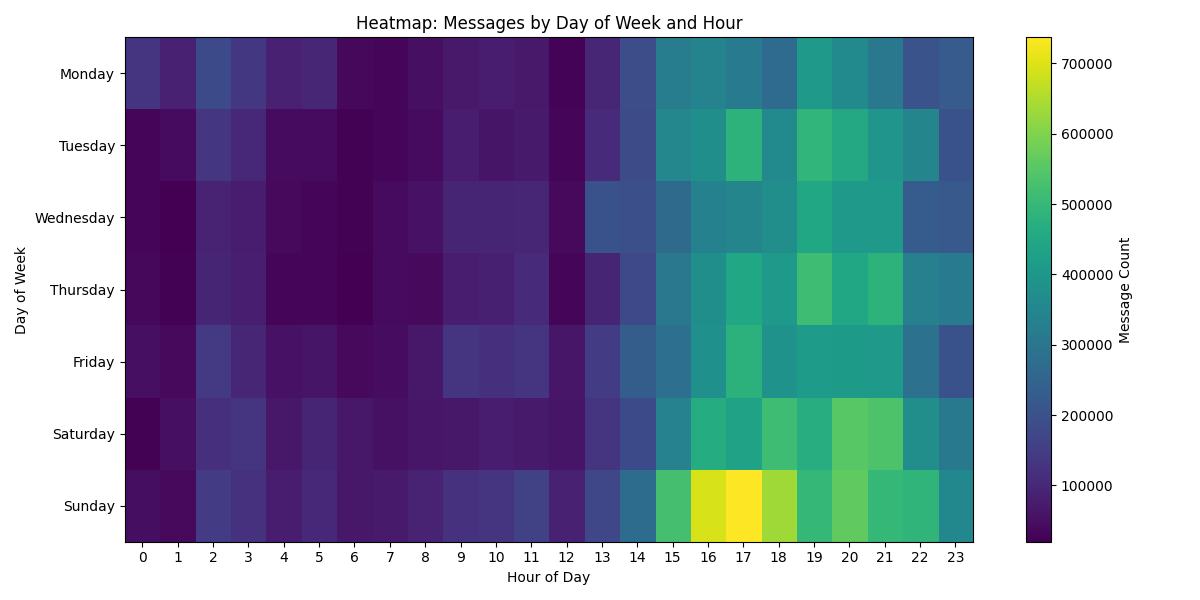 Heatmap: Messages by Day of Week and Hour
Day of Week
Monday
Tuesday
Wednesday
Thursday
Friday
Saturday
Sunday
0 1 2 3 4 5 6 7 8 9 10 11 12 13 14 15 16 17 18 19 20 21 22 23
Hour of Day
700000
600000
500000
400000
300000
200000
100000
Message Count